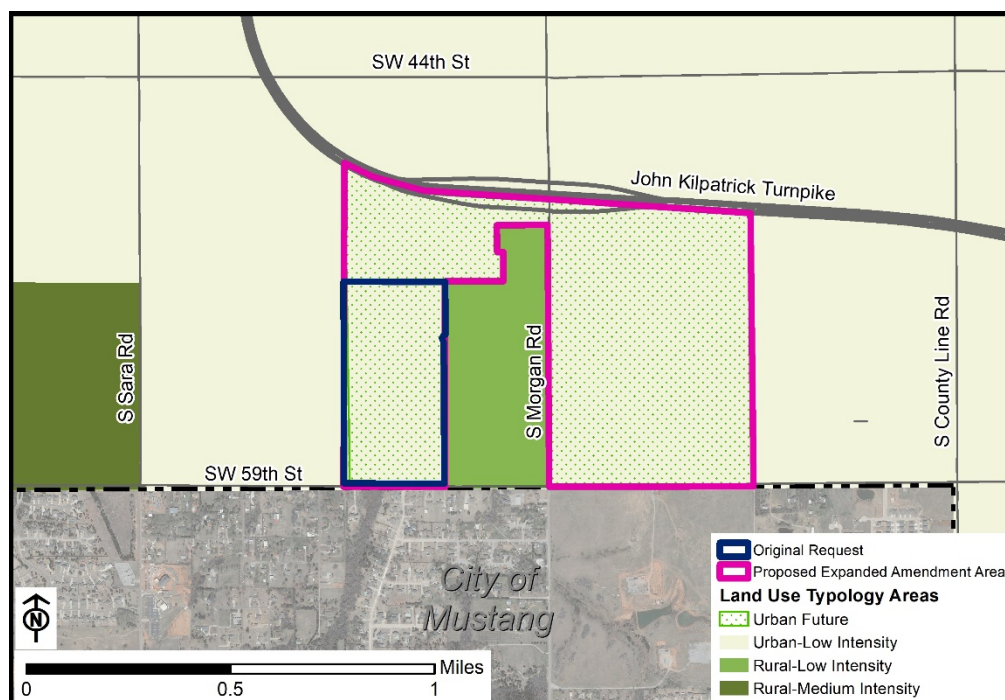 SW 44th St
John Kilpatrick Turnpike
S Sara Rd
S Morgan Rd
S County Line Rd
SW 59th St
City of
Mustang
N
0 0.5 1 Miles
Original Request
Proposed Expanded Amendment Area
Land Use Typology Areas
Urban Future
Urban-Low Intensity
Rural-Low Intensity
Rural-Medium Intensity